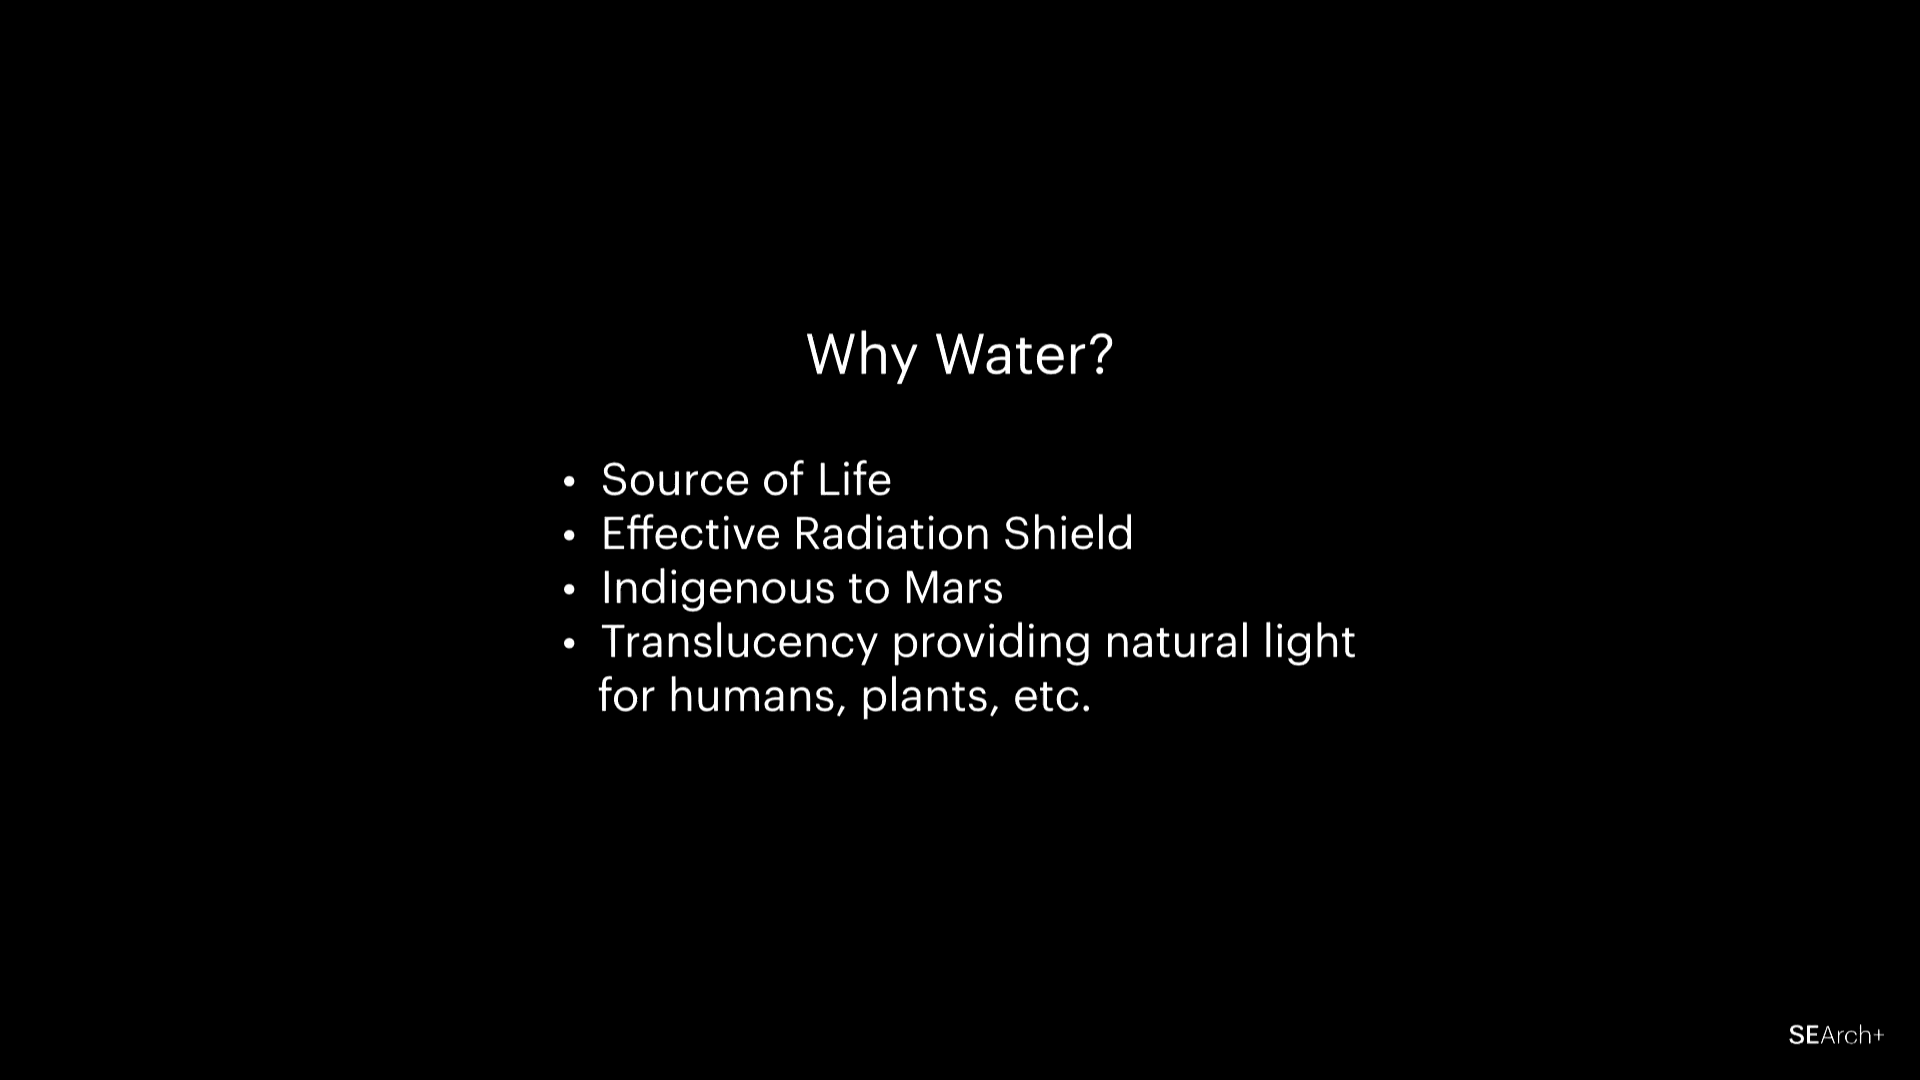 Why Water?
• Source of Life
• Effective Radiation Shield
• Indigenous to Mars
• Translucency providing natural light
for humans, plants, etc.
SEArch+